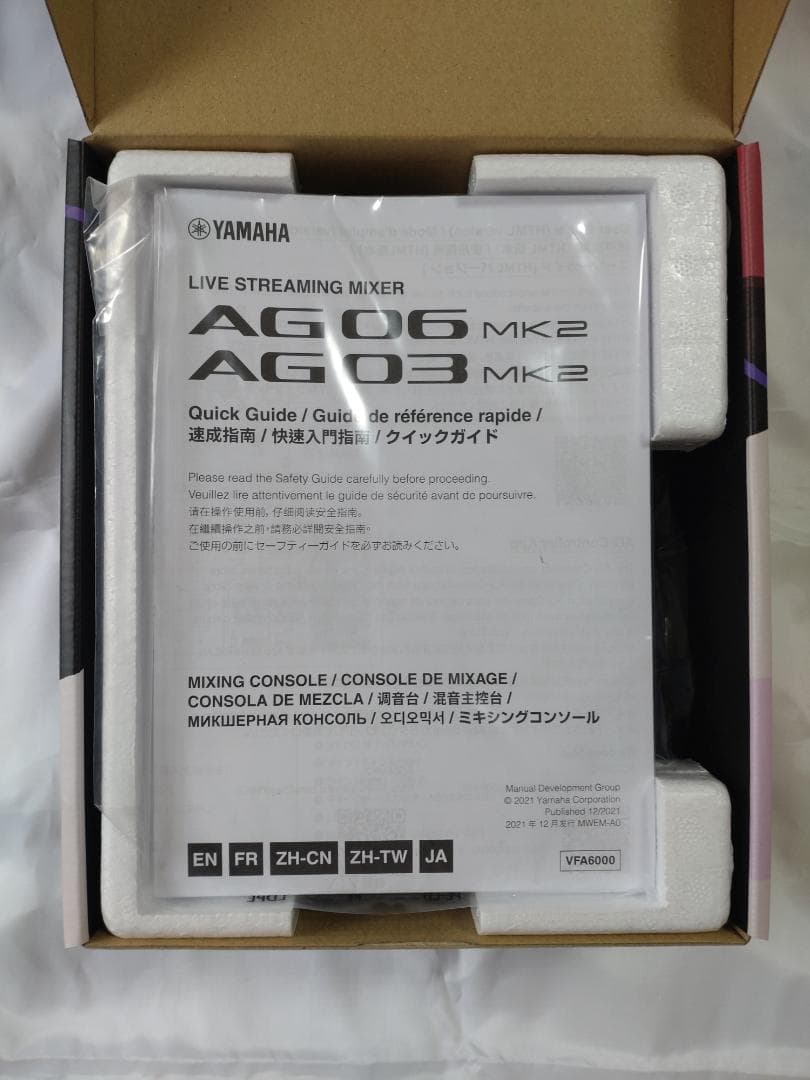 YAMAHA
LIVE STREAMING MIXER
AG06 MK2
AG03 MK2
Quick Guide / Guide de référence rapide /
速成指南 / 快速入門指南 / クイックガイド
Please read the Safety Guide carefully before proceeding.
Veuillez lire attentivement le guide de sécurité avant de poursuivre.
请在操作使用前，仔细阅读安全指南。
在繼續操作之前，請務必詳閱安全指南。
ご使用の前にセーフティーガイドを必ずお読みください。
MIXING CONSOLE / CONSOLE DE MIXAGE /
CONSOLA DE MEZCLA / 调音台 / 混音主控台 /
МИКШЕРНАЯ КОНСОЛЬ / 오디오믹서 / ミキシングコンソール
Manual Development Group
© 2021 Yamaha Corporation
Published 12/2021
2021 年 12 月发行 MWEM-A0
EN FR ZH-CN ZH-TW JA
VFA6000